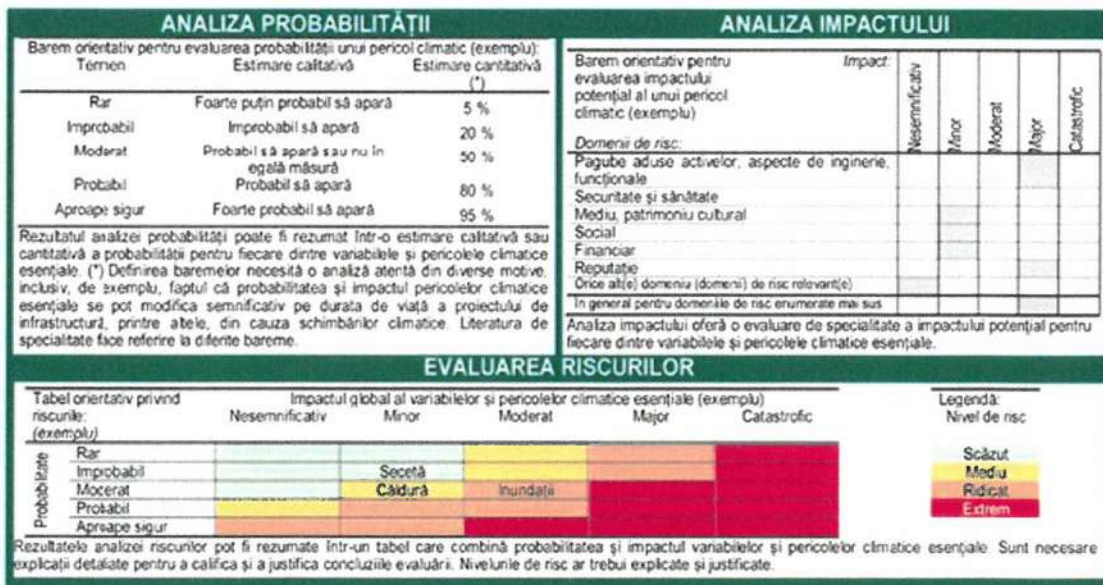 ANALIZA PROBABILITĂȚII
Barem orientativ pentru evaluarea probabilității unui pericol climatic (exemplu):
Termen Estimare calitativă Estimare cantitativă (*)
Rar Foarte puțin probabil să apară 5 %
Improbabil Improbabil să apară 20 %
Moderat Probabil să apară sau nu în egală măsură 50 %
Probabil Probabil să apară 80 %
Aproape sigur Foarte probabil să apară 95 %
Rezultatul analizei probabilității poate fi rezumat într-o estimare calitativă sau
cantitativă a probabilității pentru fiecare dintre variabilele și pericolele climatice
esențiale. (*) Definirea baremelor necesită o analiză atentă din diverse motive,
inclusiv, de exemplu, faptul că probabilitatea și impactul pericolelor climatice
esențiale se pot modifica semnificativ pe durata de viață a proiectului de
infrastructură, printre altele, din cauza schimbărilor climatice. Literatura de
specialitate face referire la diferite bareme.
ANALIZA IMPACTULUI
Barem orientativ pentru Impact:
evaluarea impactului
potențial al unui pericol
climatic (exemplu)
Nesemnificativ
Minor
Moderat
Major
Catastrofic
Domenii de risc:
Pagube aduse activelor, aspecte de inginerie,
funcționale
Securitate și sănătate
Mediu, patrimoniu cultural
Social
Financiar
Reputație
Orice alt(e) domeniu (domenii) de risc relevant(e)
În general pentru domeniile de risc enumerate mai sus
Analiza impactului oferă o evaluare de specialitate a impactului potențial pentru
fiecare dintre variabilele și pericolele climatice esențiale.
EVALUAREA RISCURILOR
Tabel orientativ privind
riscurile:
(exemplu)
Impactul global al variabilelor și pericolelor climatice esențiale (exemplu)
Nesemnificativ Minor Moderat Major Catastrofic
Probabilitate
Rar
Improbabil Secetă
Moderat Căldură Inundații
Probabil
Aproape sigur
Legendă:
Nivel de risc
Scăzut
Mediu
Ridicat
Extrem
Rezultatele analizei riscurilor pot fi rezumate într-un tabel care combină probabilitatea și impactul variabilelor și pericolelor climatice esențiale. Sunt necesare
explicații detaliate pentru a califica și a justifica concluziile evaluării. Nivelurile de risc ar trebui explicate și justificate.